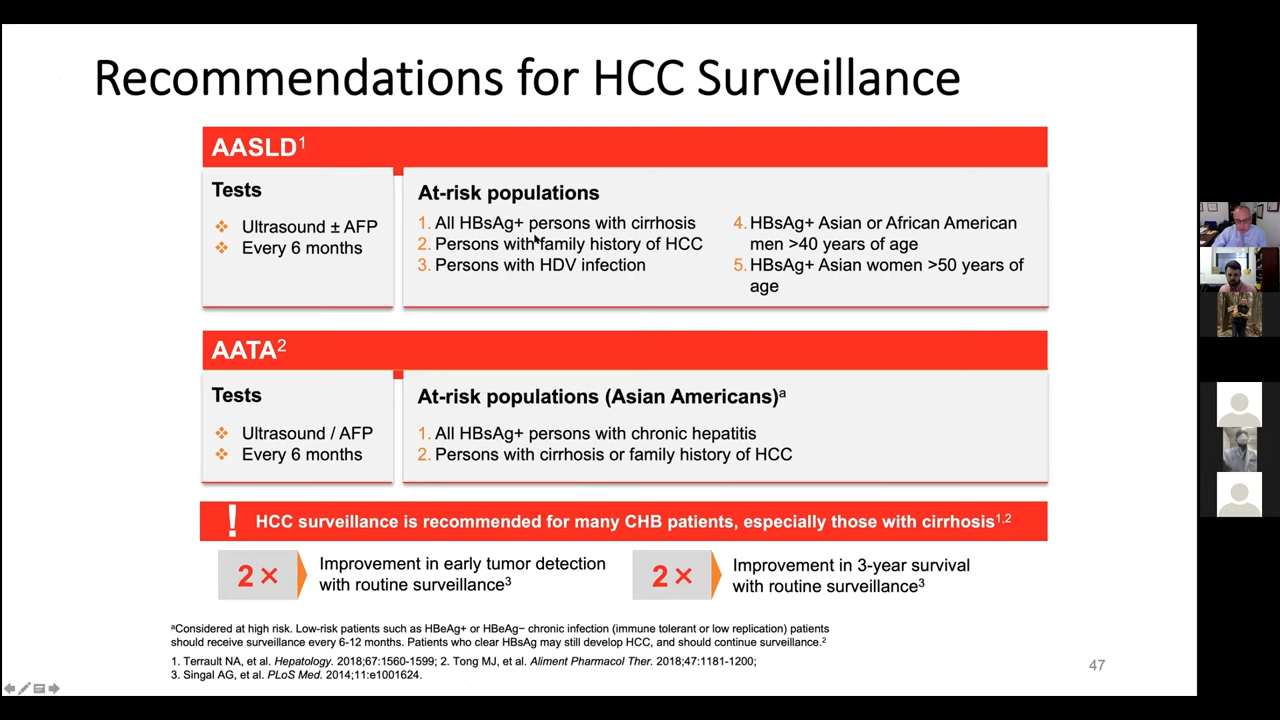 Recommendations for HCC Surveillance
AASLD1
Tests
❖ Ultrasound ± AFP
❖ Every 6 months
At-risk populations
1. All HBsAg+ persons with cirrhosis
2. Persons with family history of HCC
3. Persons with HDV infection
4. HBsAg+ Asian or African American
men >40 years of age
5. HBsAg+ Asian women >50 years of
age
AATA2
Tests
❖ Ultrasound / AFP
❖ Every 6 months
At-risk populations (Asian Americans)a
1. All HBsAg+ persons with chronic hepatitis
2. Persons with cirrhosis or family history of HCC
! HCC surveillance is recommended for many CHB patients, especially those with cirrhosis1,2
2 ×
Improvement in early tumor detection
with routine surveillance3
2 ×
Improvement in 3-year survival
with routine surveillance3
aConsidered at high risk. Low-risk patients such as HBeAg+ or HBeAg− chronic infection (immune tolerant or low replication) patients
should receive surveillance every 6-12 months. Patients who clear HBsAg may still develop HCC, and should continue surveillance.2
1. Terrault NA, et al. Hepatology. 2018;67:1560-1599; 2. Tong MJ, et al. Aliment Pharmacol Ther. 2018;47:1181-1200;
3. Singal AG, et al. PLoS Med. 2014;11:e1001624.
47